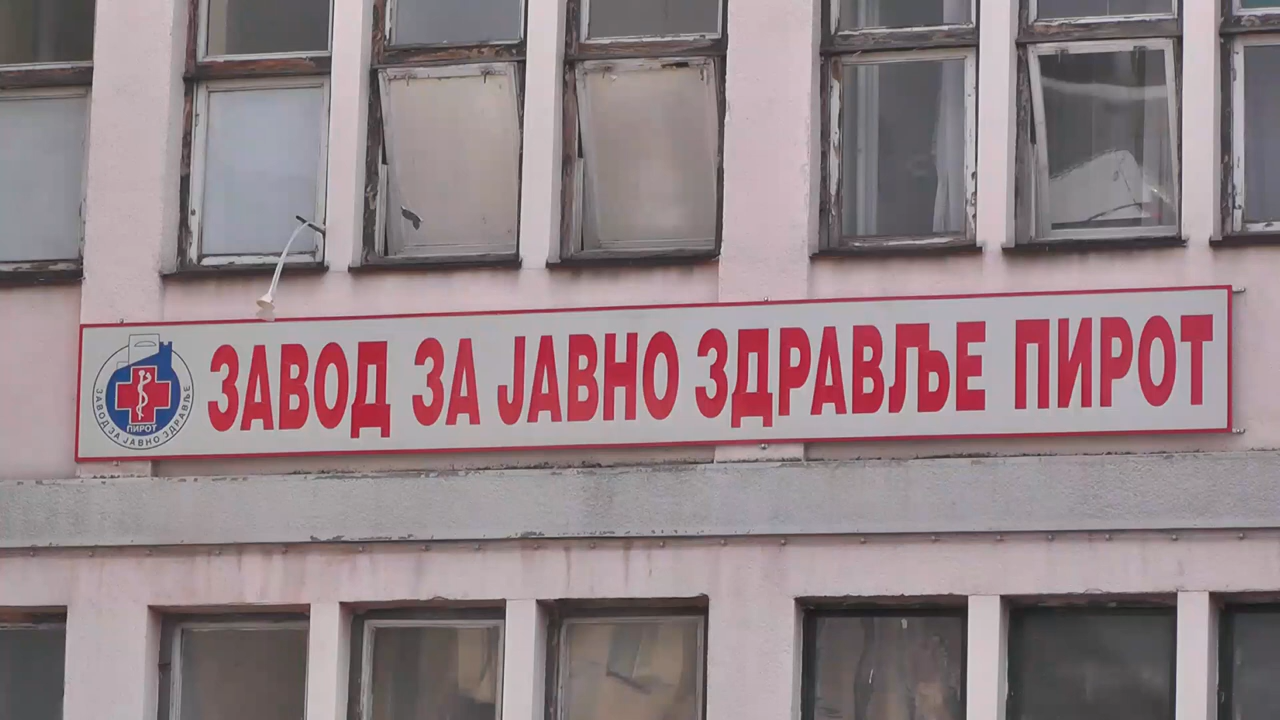 ЗАВОД ЗА ЈАВНО ЗДРАВЉЕ ПИРОТ
ПИРОТ
ЗАВОД ЗА ЈАВНО ЗДРАВЉЕ